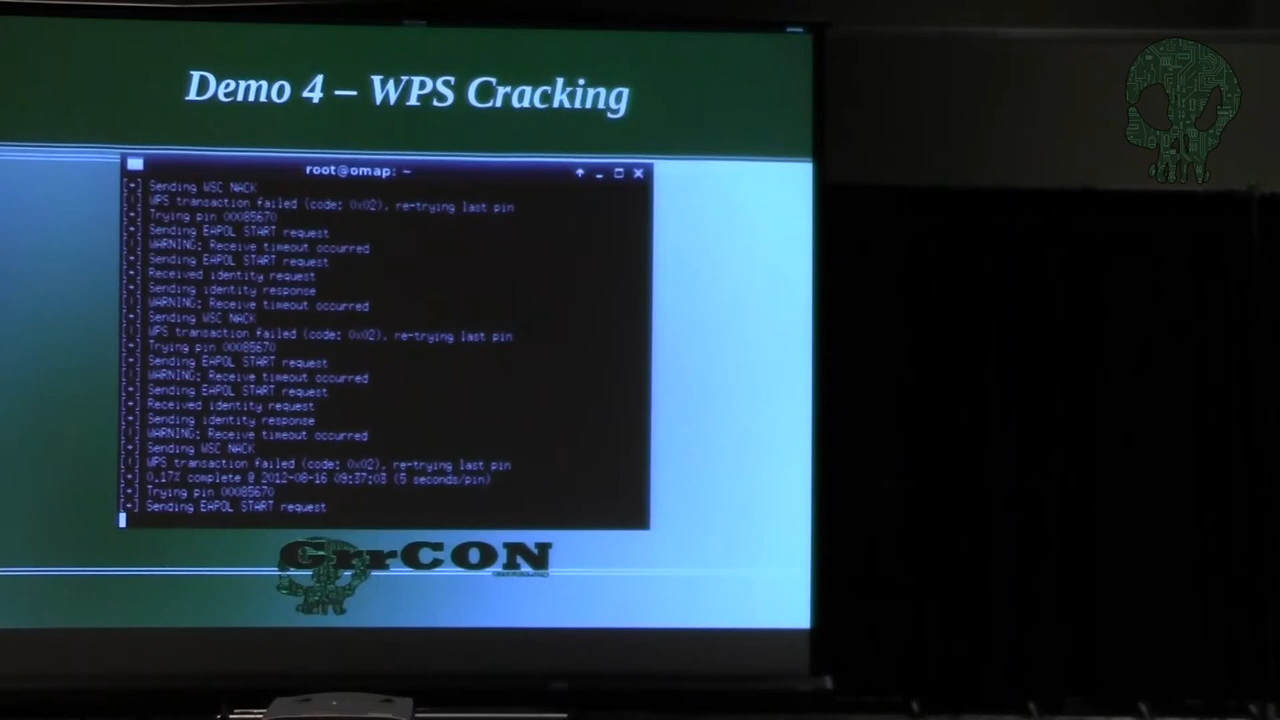 Demo 4 – WPS Cracking
root@omap: ~
[+] Sending WSC NACK
[!] WPS transaction failed (code: 0x02), re-trying last pin
[+] Trying pin 00085670
[+] Sending EAPOL START request
[!] WARNING: Receive timeout occurred
[+] Sending EAPOL START request
[+] Received identity request
[+] Sending identity response
[!] WARNING: Receive timeout occurred
[+] Sending WSC NACK
[!] WPS transaction failed (code: 0x02), re-trying last pin
[+] Trying pin 00085670
[+] Sending EAPOL START request
[!] WARNING: Receive timeout occurred
[+] Sending EAPOL START request
[+] Received identity request
[+] Sending identity response
[!] WARNING: Receive timeout occurred
[+] Sending WSC NACK
[!] WPS transaction failed (code: 0x02), re-trying last pin
[+] 0.17% complete @ 2012-08-16 09:37:03 (5 seconds/pin)
[+] Trying pin 00085670
[+] Sending EAPOL START request
GrrCON